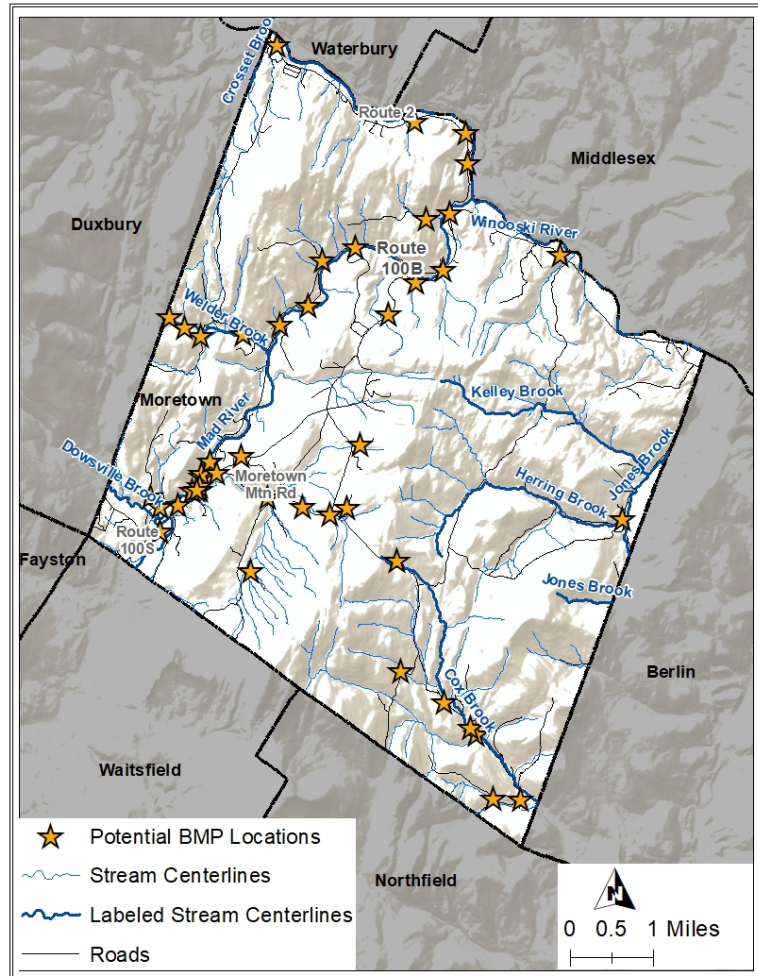 Crosset Brook
Waterbury
Route 2
Middlesex
Duxbury
Winooski River
Route
100B
Welder Brook
Kelley Brook
Moretown
Mad River
Jones Brook
Dowsville Brook
Moretown
Mtn Rd
Herring Brook
Route
100S
Fayston
Jones Brook
Berlin
Cox Brook
Waitsfield
Northfield
Potential BMP Locations
Stream Centerlines
Labeled Stream Centerlines
Roads
N
0 0.5 1 Miles